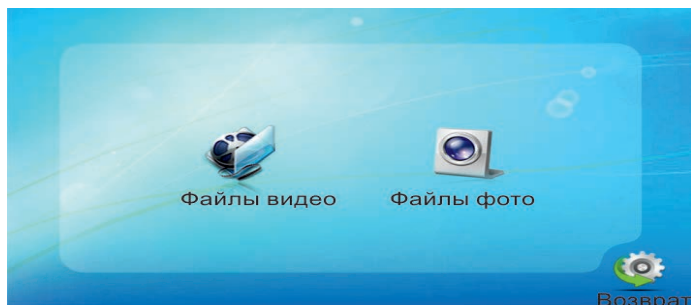 Файлы видео Файлы фото
Возврат